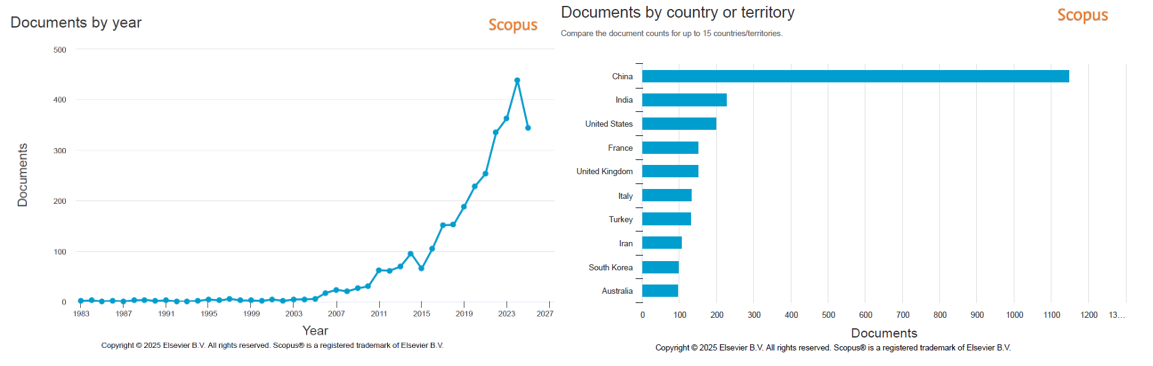 Documents by year
Scopus
500
400
300
200
100
0
Documents
1983
1987
1991
1995
1999
2003
2007
2011
2015
2019
2023
2027
Year
Copyright © 2025 Elsevier B.V. All rights reserved. Scopus® is a registered trademark of Elsevier B.V.
Documents by country or territory
Scopus
Compare the document counts for up to 15 countries/territories.
China
India
United States
France
United Kingdom
Italy
Turkey
Iran
South Korea
Australia
0
100
200
300
400
500
600
700
800
900
1000
1100
1200
13...
Documents
Copyright © 2025 Elsevier B.V. All rights reserved. Scopus® is a registered trademark of Elsevier B.V.